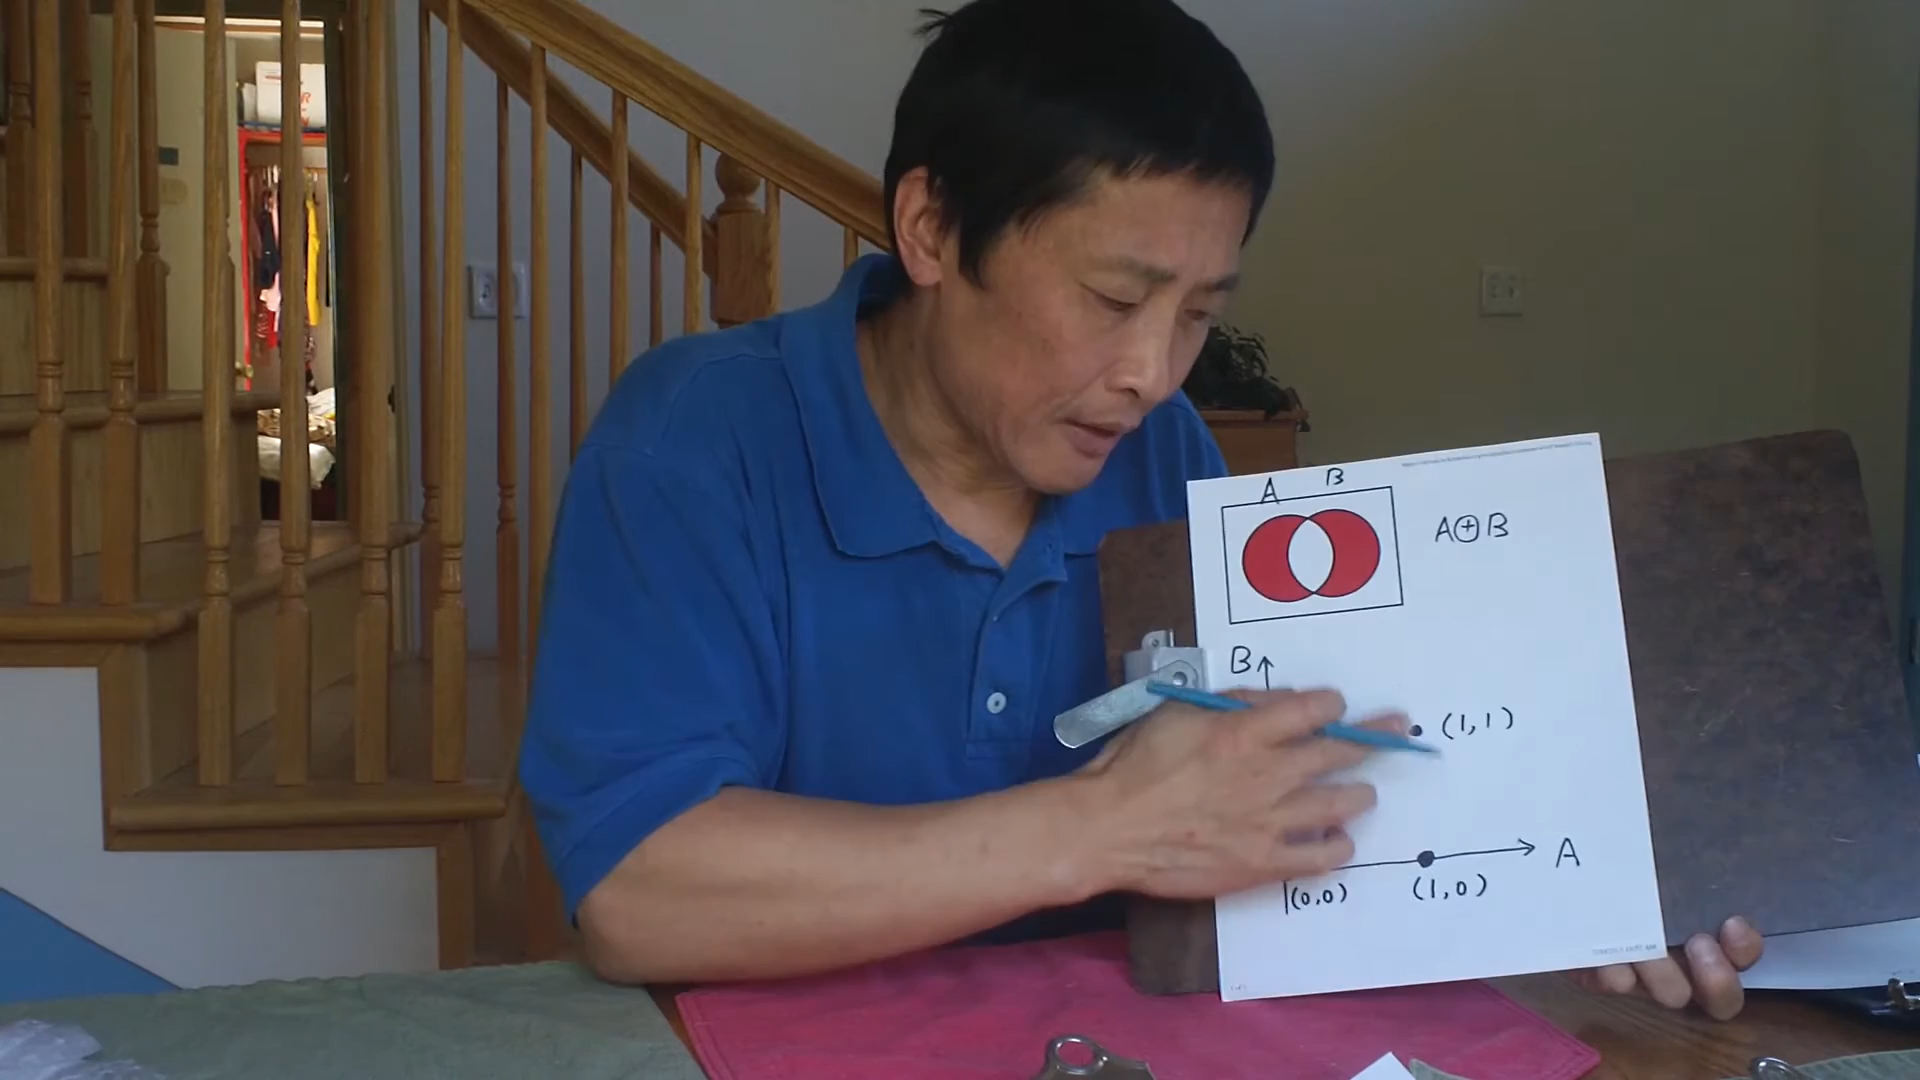 A B
A⊕B
B
(1,1)
A
(0,0) (1,0)